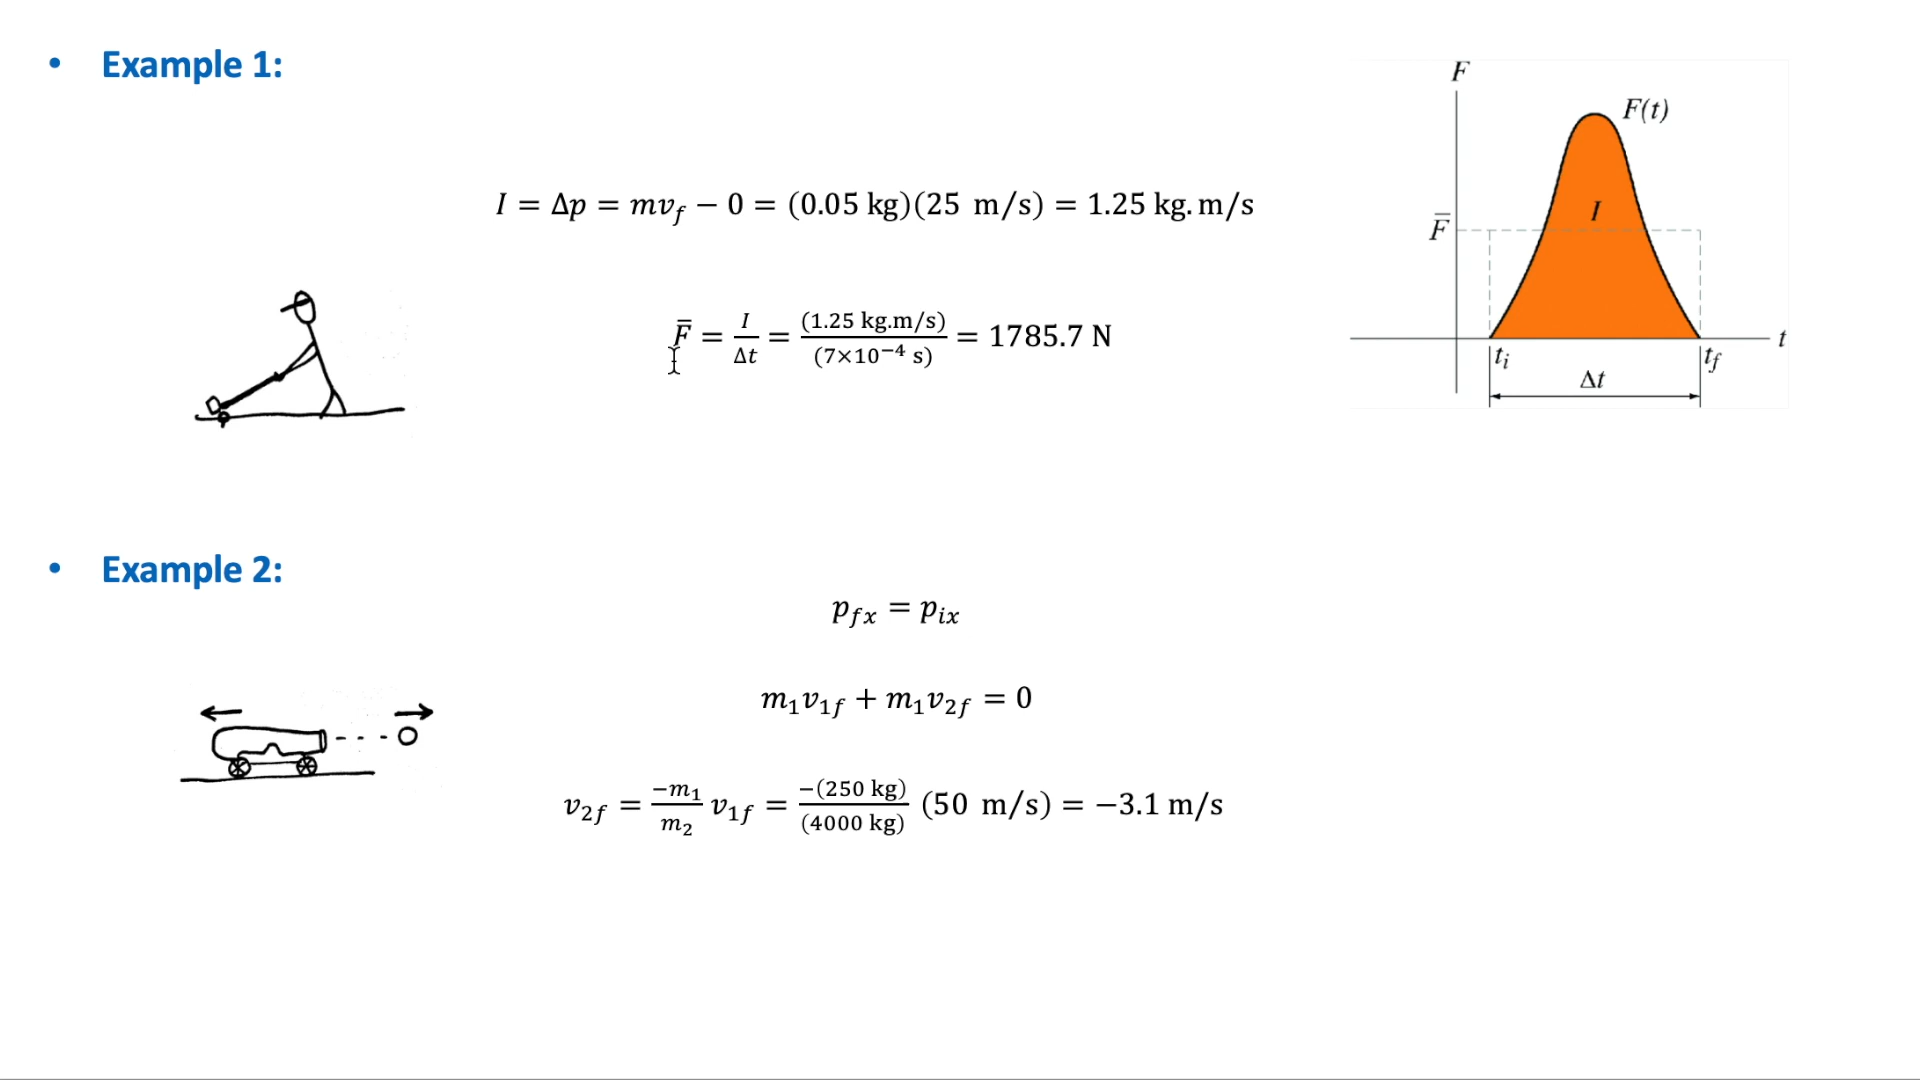 • Example 1:
I = Δp = mv_f − 0 = (0.05 kg)(25 m/s) = 1.25 kg.m/s
F̄ = I/Δt = (1.25 kg.m/s)/(7×10⁻⁴ s) = 1785.7 N
F
F(t)
I
F̄
t
t_i
t_f
Δt
• Example 2:
p_fx = p_ix
m₁v₁f + m₁v₂f = 0
v₂f = −m₁/m₂ v₁f = −(250 kg)/(4000 kg) (50 m/s) = −3.1 m/s